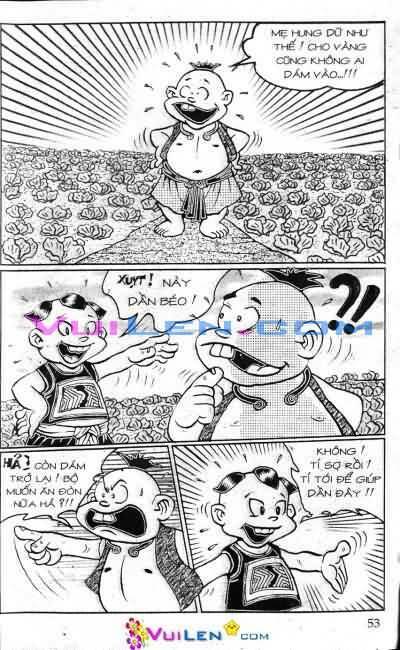 MẸ HUNG DỮ NHƯ
THẾ! CHO VÀNG
CŨNG KHÔNG AI
DÁM VÀO...!!!
XUYT! NÀY
DẦN BÉO!
?!
VuiLen.com
HẢ! CÒN DÁM
TRỞ LẠI! BỘ
MUỐN ĂN ĐÒN
NỮA HẢ?!!!
KHÔNG!
TÍ SỢ RỒI!
TÍ TỚI ĐỂ GIÚP
DẦN ĐÂY!!
53
VuiLen.com